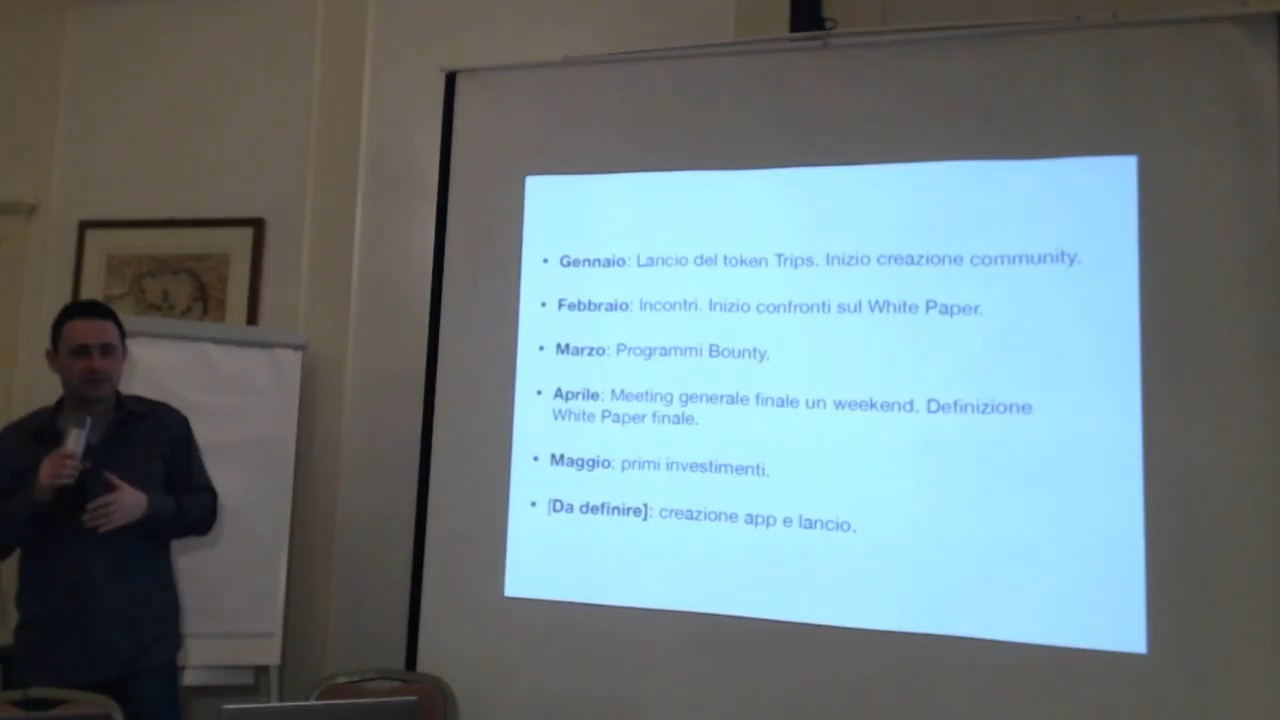 • Gennaio: Lancio del token Trips. Inizio creazione community.
• Febbraio: Incontri. Inizio confronti sul White Paper.
• Marzo: Programmi Bounty.
• Aprile: Meeting generale finale un weekend. Definizione
White Paper finale.
• Maggio: primi investimenti.
• [Da definire]: creazione app e lancio.